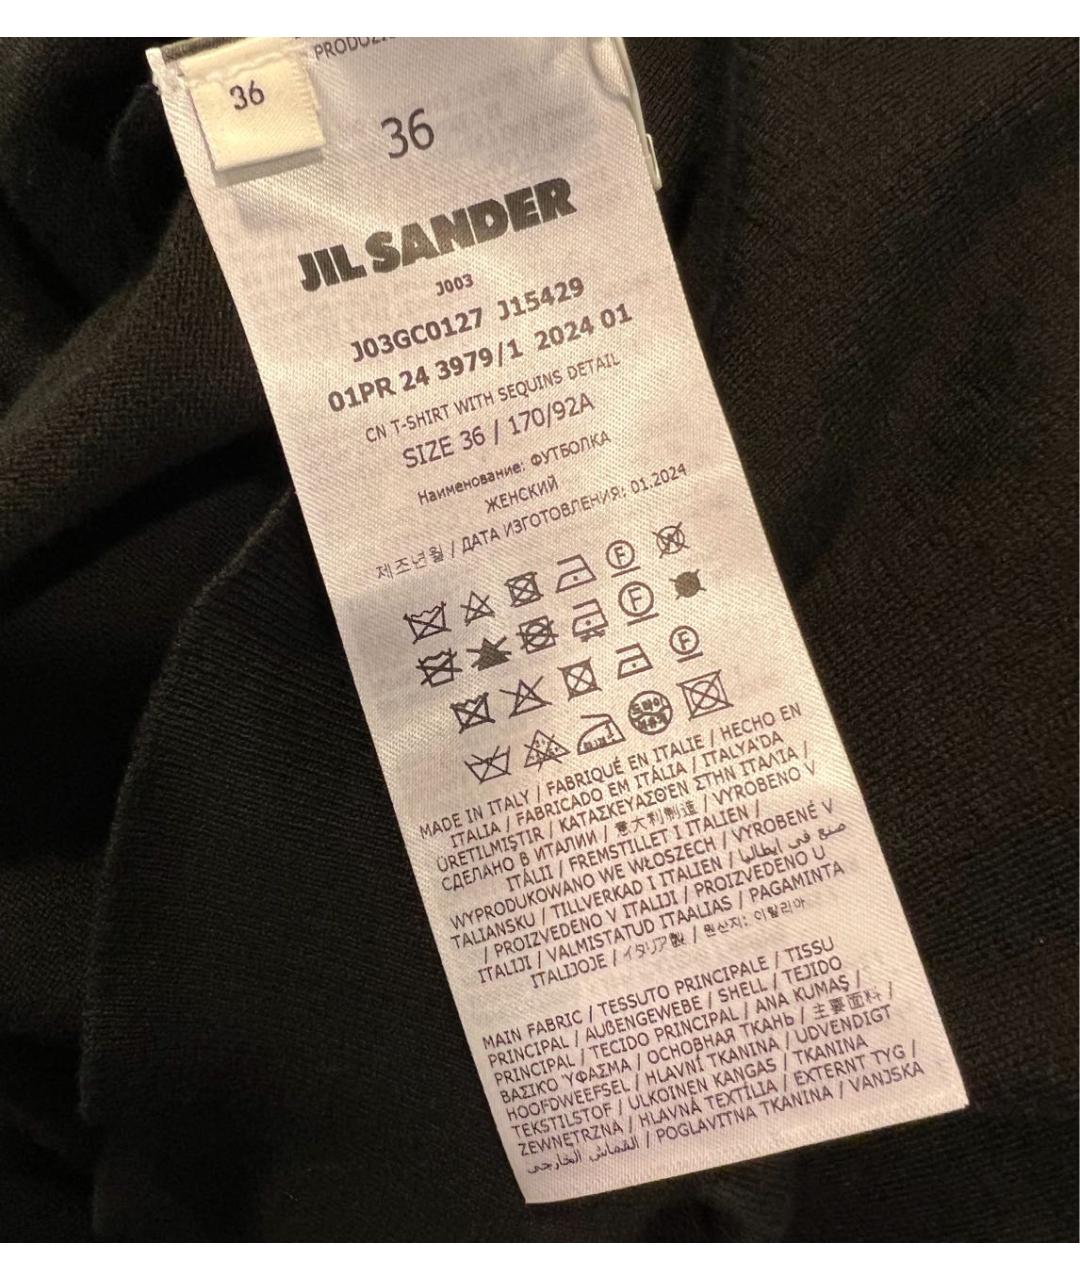 36
36
JIL SANDER
J003
J03GC0127 J15429
01PR 24 3979/1 2024 01
CN T-SHIRT WITH SEQUINS DETAIL
SIZE 36 / 170/92A
Наименование: ФУТБОЛКА
ЖЕНСКИЙ
제조년월 / ДАТА ИЗГОТОВЛЕНИЯ: 01.2024
F W
F
F
드라이
MADE IN ITALY / FABRIQUÉ EN ITALIE / HECHO EN
ITALIA / FABRICADO EM ITÁLIA / ITALYA'DA
ÜRETILMIŞTIR / ΚΑΤΑΣΚΕΥΑΣΘΕΝ ΣΤΗΝ ΙΤΑΛΙΑ /
СДЕЛАНО В ИТАЛИИ / 意大利制造 / VYROBENO V
ITÁLII / FREMSTILLET I ITALIEN /
WYPRODUKOWANO WE WŁOSZECH / VYROBENÉ V
TALIANSKU / TILLVERKAD I ITALIEN / صنع في ايطاليا
/ PROIZVEDENO V ITALIJI / PROIZVEDENO U
ITALIJI / VALMISTATUD ITAALIAS / PAGAMINTA
ITALIJOJE / イタリア製 / 원산지: 이탈리아
MAIN FABRIC / TESSUTO PRINCIPALE / TISSU
PRINCIPAL / AUßENGEWEBE / SHELL / TEJIDO
PRINCIPAL / TECIDO PRINCIPAL / ANA KUMAŞ /
ΒΑΣΙΚΟ ΥΦΑΣΜΑ / ОСНОВНАЯ ТКАНЬ / 主要面料 /
HOOFDWEEFSEL / HLAVNÍ TKANINA / UDVENDIGT
TEKSTILSTOF / ULKOINEN KANGAS / TKANINA
ZEWNĘTRZNA / HLAVNÁ TEXTÍLIA / EXTERNT TYG /
القماش الخارجي / POGLAVITNA TKANINA / VANJSKA